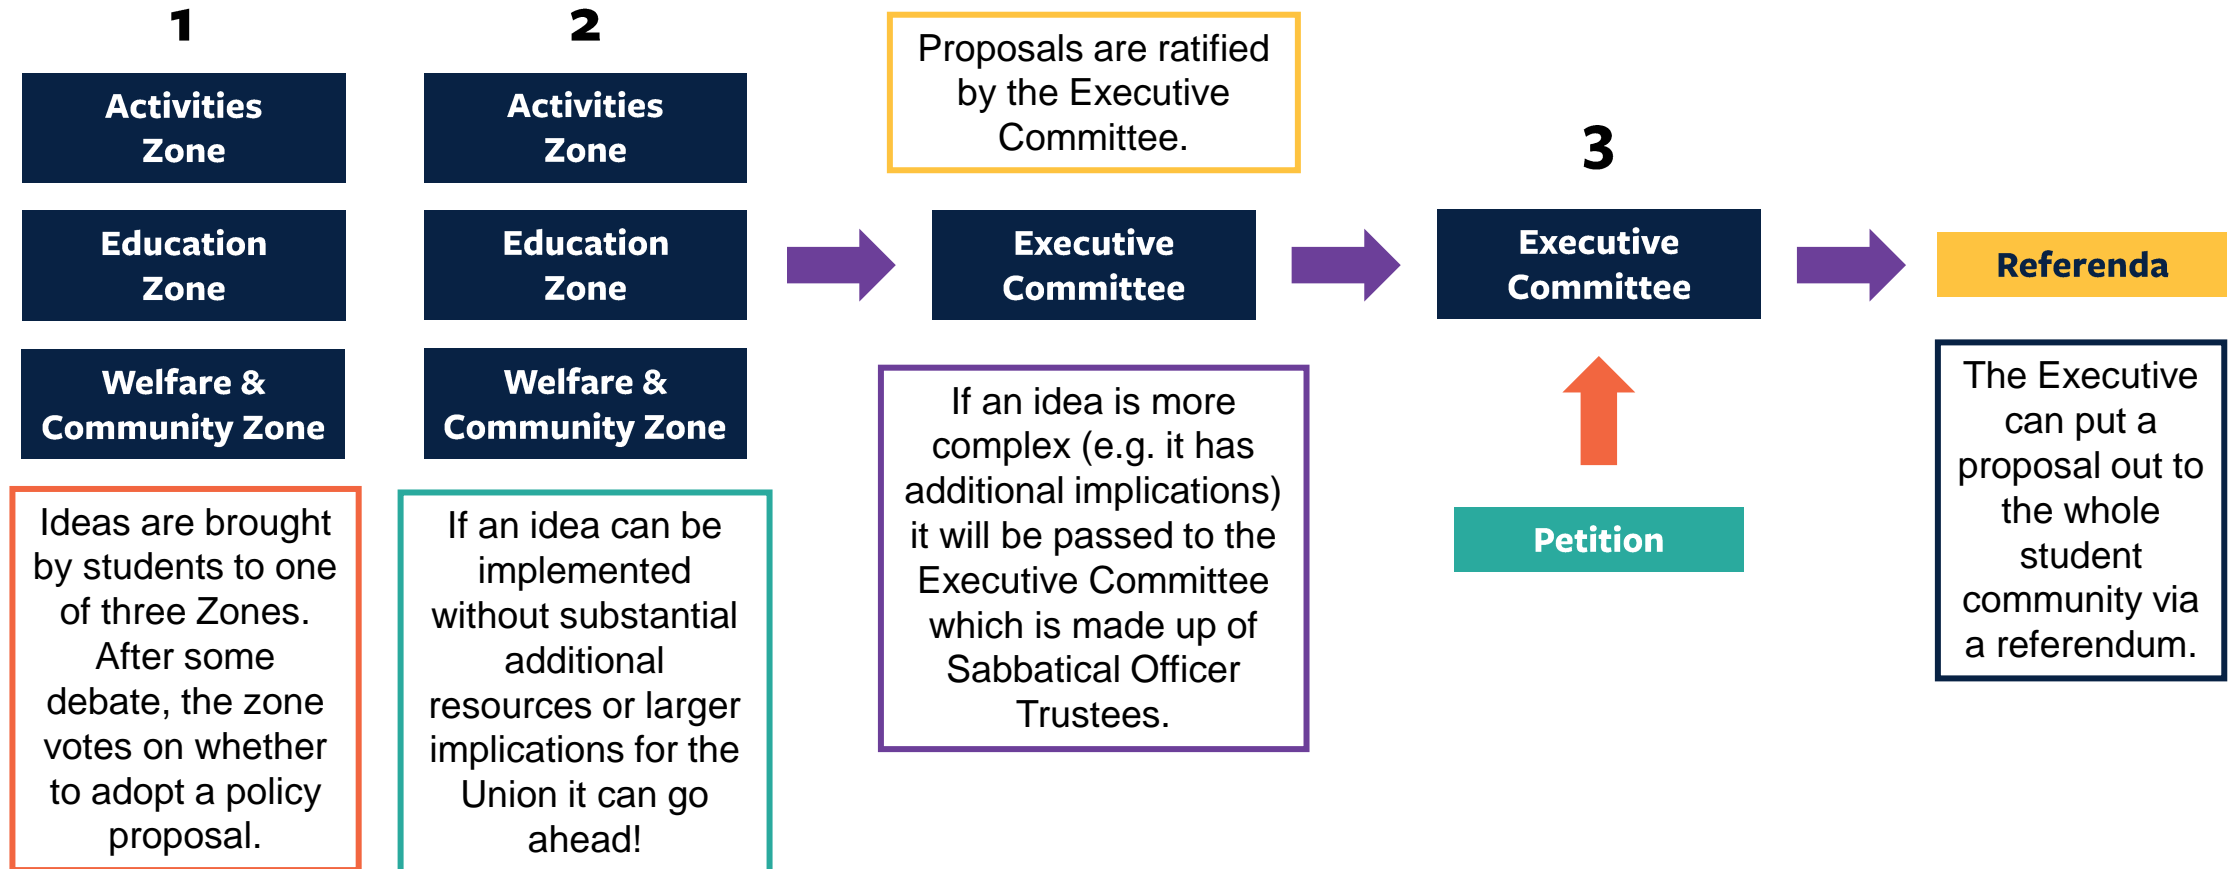 1
Activities
Zone
Education
Zone
Welfare &
Community Zone
Ideas are brought
by students to one
of three Zones.
After some
debate, the zone
votes on whether
to adopt a policy
proposal.
2
Activities
Zone
Education
Zone
Welfare &
Community Zone
If an idea can be
implemented
without substantial
additional
resources or larger
implications for the
Union it can go
ahead!
Proposals are ratified
by the Executive
Committee.
Executive
Committee
If an idea is more
complex (e.g. it has
additional implications)
it will be passed to the
Executive Committee
which is made up of
Sabbatical Officer
Trustees.
3
Executive
Committee
Petition
Referenda
The Executive
can put a
proposal out to
the whole
student
community via
a referendum.